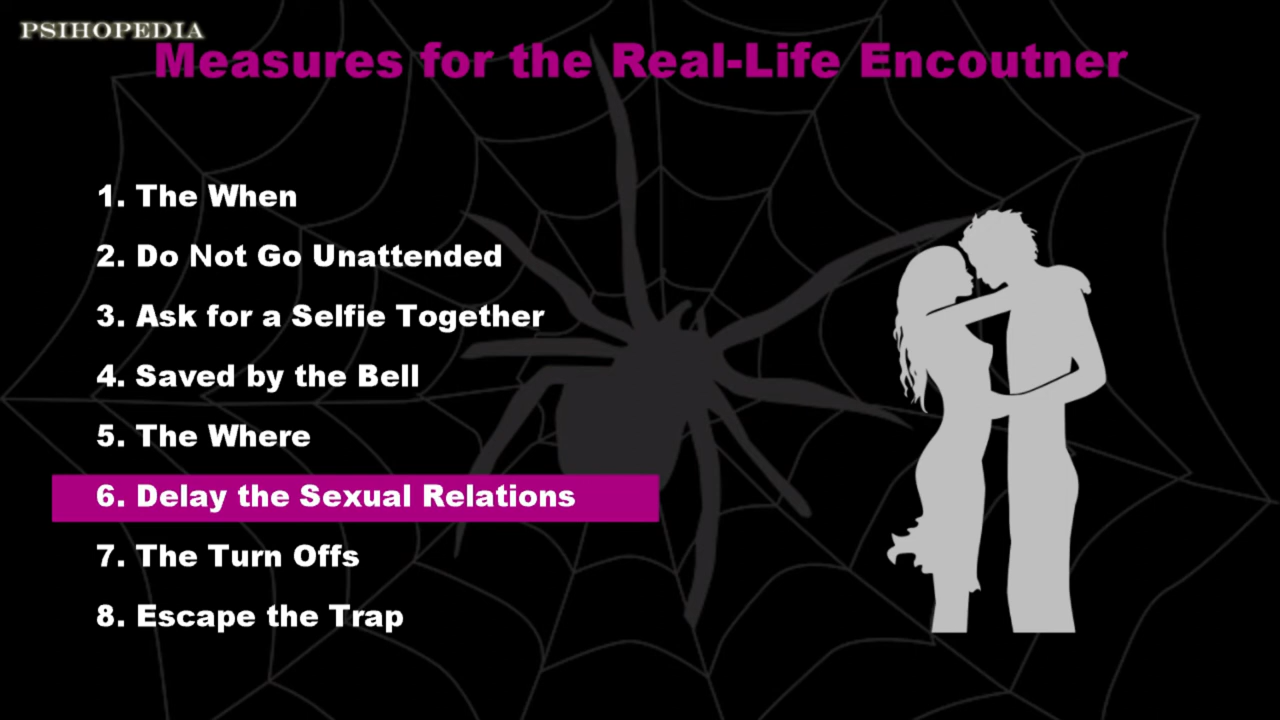 PSIHOPEDIA
Measures for the Real-Life Encoutner
1. The When
2. Do Not Go Unattended
3. Ask for a Selfie Together
4. Saved by the Bell
5. The Where
6. Delay the Sexual Relations
7. The Turn Offs
8. Escape the Trap